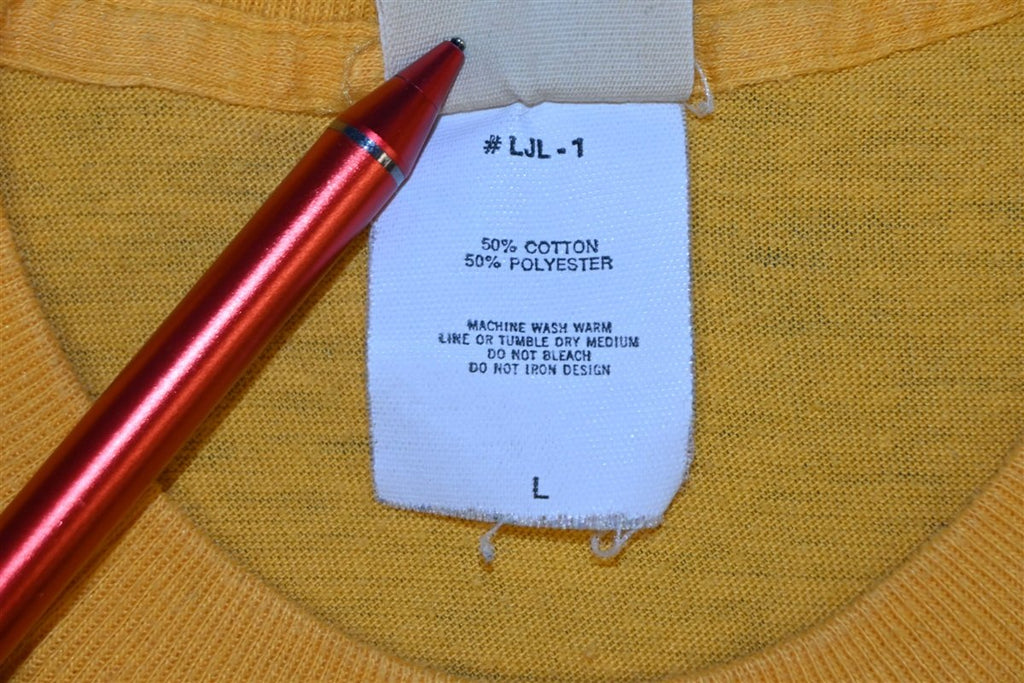 # LJL - 1
50% COTTON
50% POLYESTER
MACHINE WASH WARM
LINE OR TUMBLE DRY MEDIUM
DO NOT BLEACH
DO NOT IRON DESIGN
L